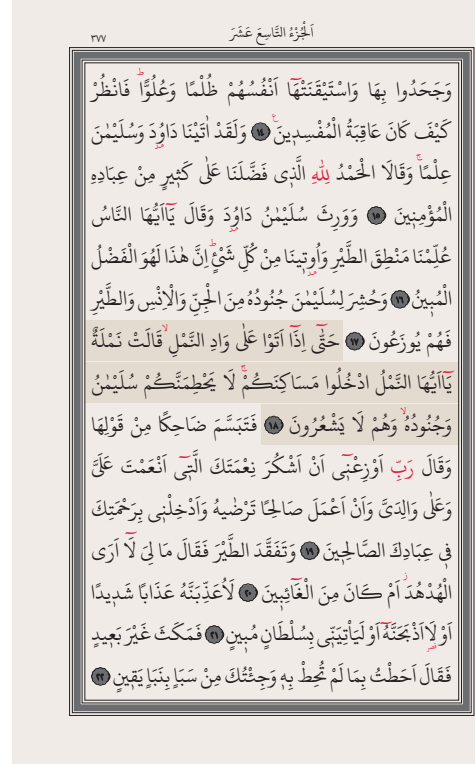 ٣٧٧
اَلْجُزْءُ التَّاسِعَ عَشَرَ
وَجَحَدُوا بِهَا وَاسْتَيْقَنَتْهَٓا اَنْفُسُهُمْ ظُلْمًا وَعُلُوًّاۜ فَانْظُرْ
كَيْفَ كَانَ عَاقِبَةُ الْمُفْسِد۪ينَ۟ ﴿١٤﴾ وَلَقَدْ اٰتَيْنَا دَاوُ۫دَ وَسُلَيْمٰنَ
عِلْمًاۚ وَقَالَا الْحَمْدُ لِلّٰهِ الَّذ۪ي فَضَّلَنَا عَلٰى كَث۪يرٍ مِنْ عِبَادِهِ
الْمُؤْمِن۪ينَ ﴿١٥﴾ وَوَرِثَ سُلَيْمٰنُ دَاوُ۫دَ وَقَالَ يَٓا اَيُّهَا النَّاسُ
عُلِّمْنَا مَنْطِقَ الطَّيْرِ وَاُو۫ت۪ينَا مِنْ كُلِّ شَيْءٍۜ اِنَّ هٰذَا لَهُوَ الْفَضْلُ
الْمُب۪ينُ ﴿١٦﴾ وَحُشِرَ لِسُلَيْمٰنَ جُنُودُهُ مِنَ الْجِنِّ وَالْاِنْسِ وَالطَّيْرِ
فَهُمْ يُوزَعُونَ ﴿١٧﴾ حَتّٰٓى اِذَٓا اَتَوْا عَلٰى وَادِ النَّمْلِۙ قَالَتْ نَمْلَةٌ
يَٓا اَيُّهَا النَّمْلُ ادْخُلُوا مَسَاكِنَكُمْۚ لَا يَحْطِمَنَّكُمْ سُلَيْمٰنُ
وَجُنُودُهُۙ وَهُمْ لَا يَشْعُرُونَ ﴿١٨﴾ فَتَبَسَّمَ ضَاحِكًا مِنْ قَوْلِهَا
وَقَالَ رَبِّ اَوْزِعْن۪ٓي اَنْ اَشْكُرَ نِعْمَتَكَ الَّت۪ٓي اَنْعَمْتَ عَلَيَّ
وَعَلٰى وَالِدَيَّ وَاَنْ اَعْمَلَ صَالِحًا تَرْضٰيهُ وَاَدْخِلْن۪ي بِرَحْمَتِكَ
ف۪ي عِبَادِكَ الصَّالِح۪ينَ ﴿١٩﴾ وَتَفَقَّدَ الطَّيْرَ فَقَالَ مَا لِيَ لَٓا اَرَى
الْهُدْهُدَۘ اَمْ كَانَ مِنَ الْغَٓائِب۪ينَ ﴿٢٠﴾ لَاُعَذِّبَنَّهُ عَذَابًا شَد۪يدًا
اَوْ لَاَا۬ذْبَحَنَّهُٓ اَوْ لَيَأْتِيَنّ۪ي بِسُلْطَانٍ مُب۪ينٍ ﴿٢١﴾ فَمَكَثَ غَيْرَ بَع۪يدٍ
فَقَالَ اَحَطْتُ بِمَا لَمْ تُحِطْ بِه۪ وَجِئْتُكَ مِنْ سَبَأٍ بِنَبَأٍ يَق۪ينٍ ﴿٢٢﴾